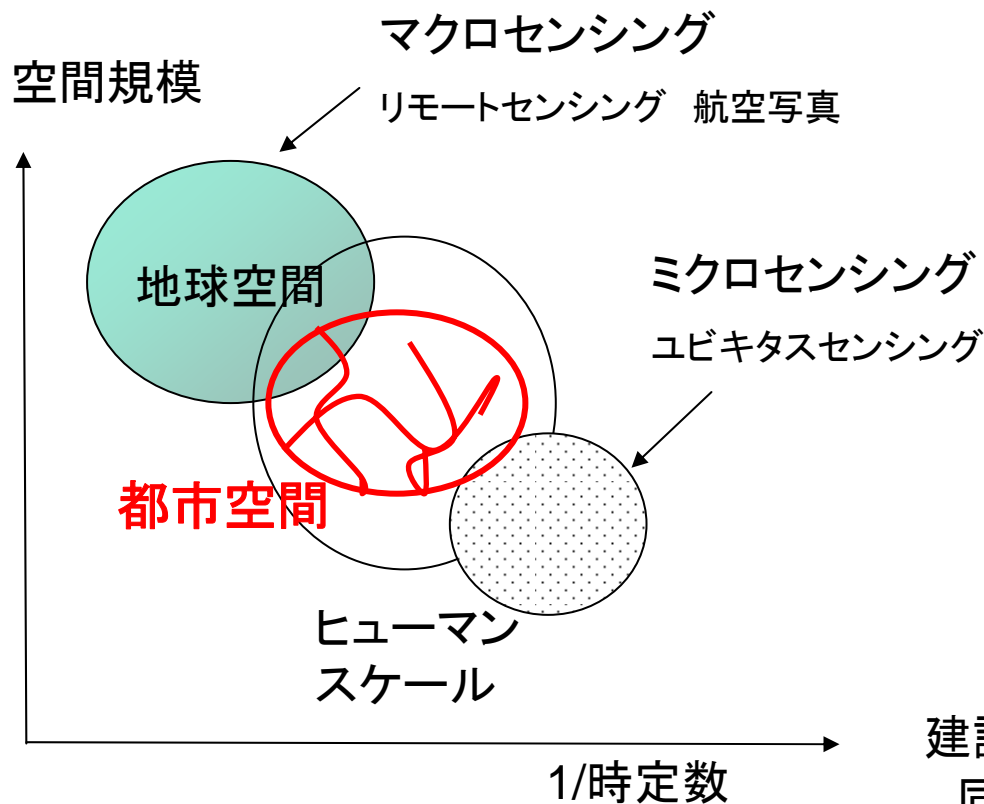 マクロセンシング
空間規模
リモートセンシング 航空写真
地球空間
ミクロセンシング
ユビキタスセンシング
都市空間
ヒューマン
スケール
1/時定数
建